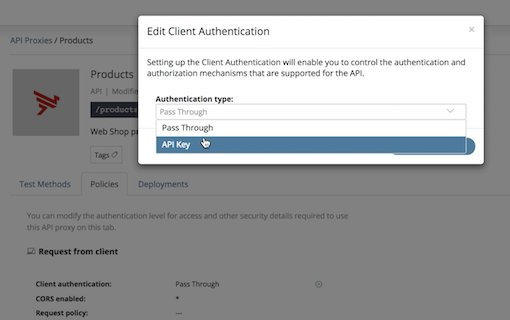 API Proxies / Products
Edit Client Authentication
×
Setting up the Client Authentication will enable you to control the authentication and
authorization mechanisms that are supported for the API.
Authentication type:
Pass Through
Pass Through
API Key
Products
API | Modifie
/products
Web Shop pr
Tags
Test Methods
Policies
Deployments
You can modify the authentication level for access and other security details required to use
this API proxy on this tab.
Request from client
Client authentication: Pass Through
CORS enabled: *
Request policy: —